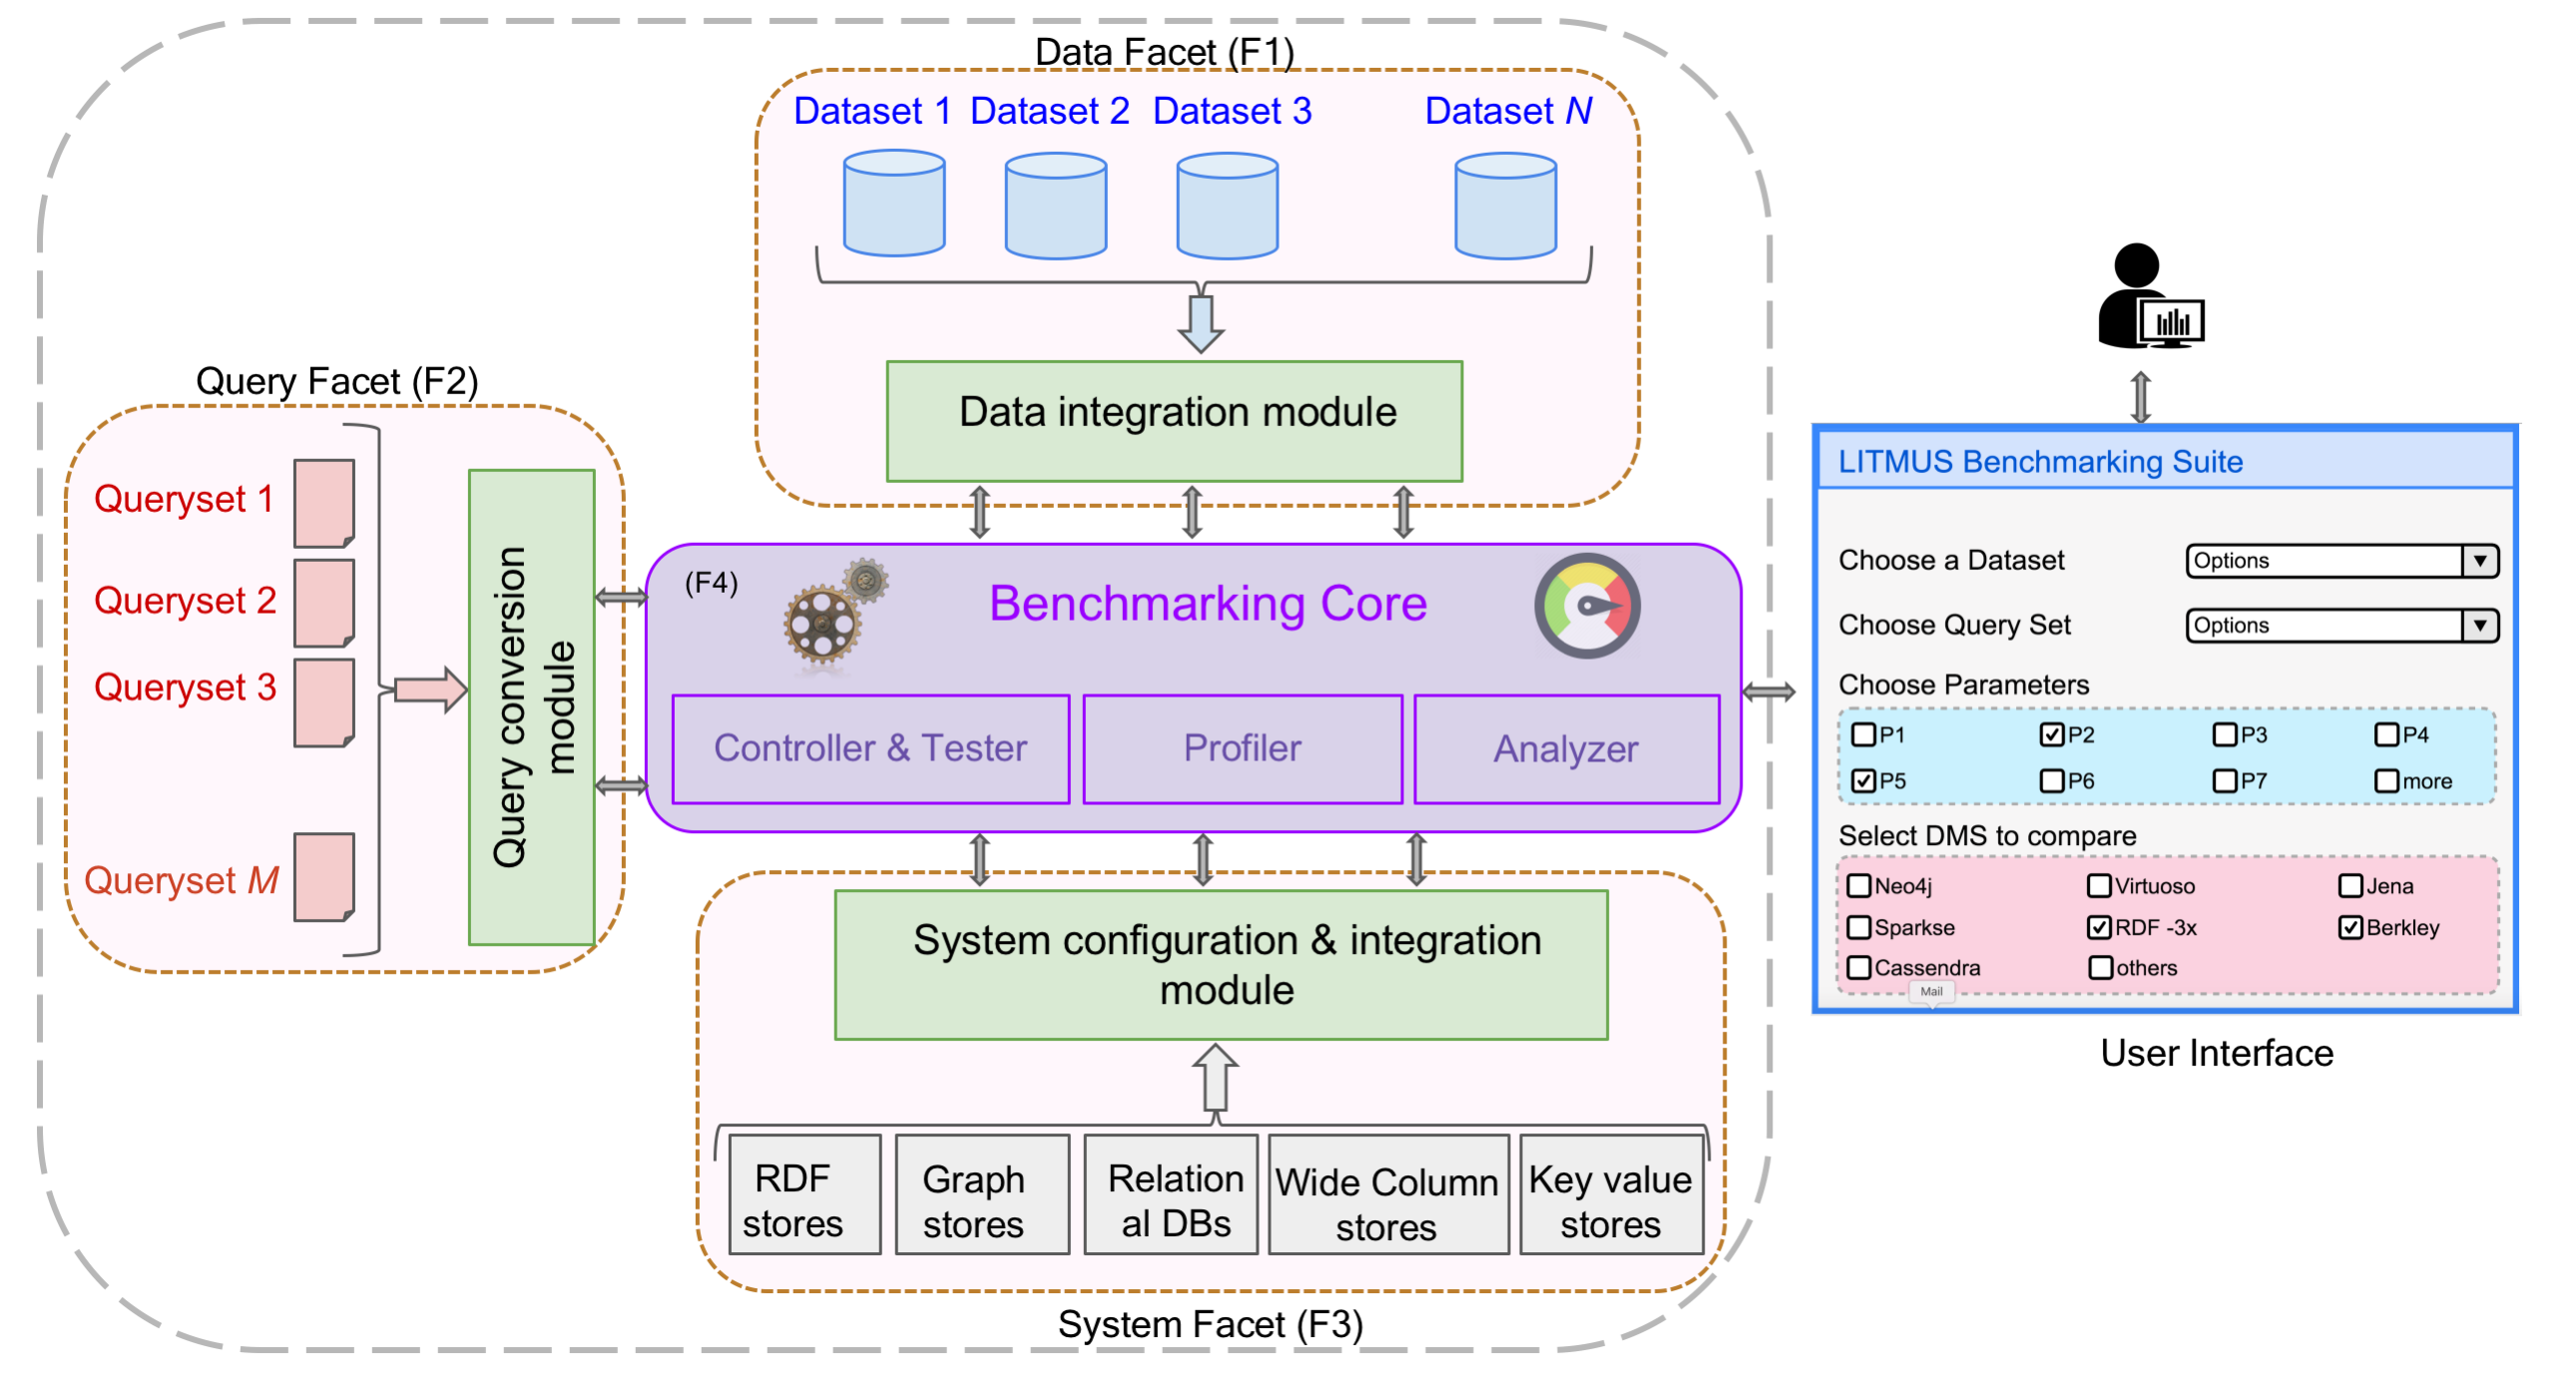 Data Facet (F1)
Dataset 1 Dataset 2 Dataset 3 Dataset N
Data integration module
Query Facet (F2)
Queryset 1
Queryset 2
Queryset 3
Queryset M
Query conversion
module
(F4)
Benchmarking Core
Controller & Tester
Profiler
Analyzer
System configuration & integration
module
RDF
stores
Graph
stores
Relation
al DBs
Wide Column
stores
Key value
stores
System Facet (F3)
LITMUS Benchmarking Suite
Choose a Dataset
Options
Choose Query Set
Options
Choose Parameters
P1 P2 P3 P4
P5 P6 P7 more
Select DMS to compare
Neo4j Virtuoso Jena
Sparkse RDF -3x Berkley
Cassendra others
Mail
User Interface